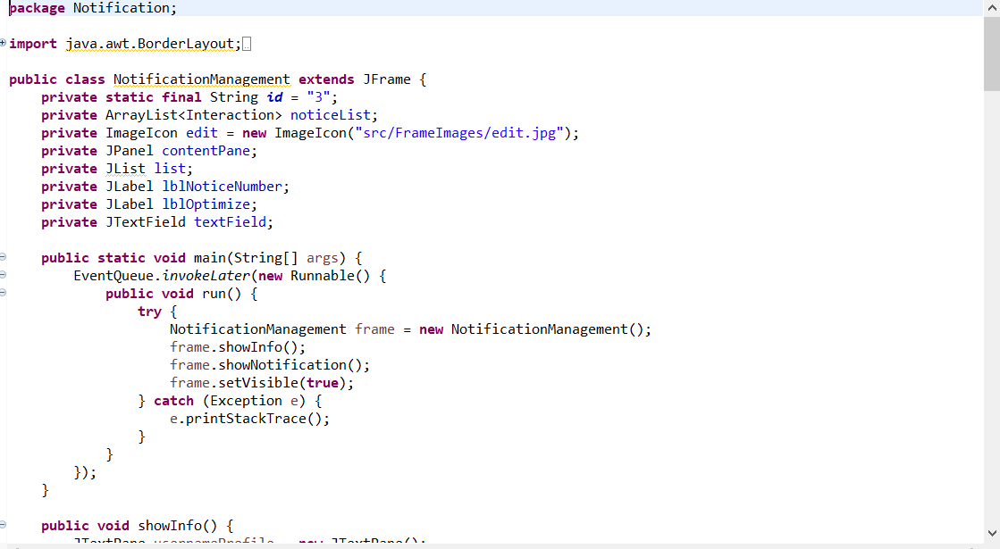 package Notification;
import java.awt.BorderLayout;
public class NotificationManagement extends JFrame {
    private static final String id = "3";
    private ArrayList<Interaction> noticeList;
    private ImageIcon edit = new ImageIcon("src/FrameImages/edit.jpg");
    private JPanel contentPane;
    private JList list;
    private JLabel lblNoticeNumber;
    private JLabel lblOptimize;
    private JTextField textField;
    public static void main(String[] args) {
        EventQueue.invokeLater(new Runnable() {
            public void run() {
                try {
                    NotificationManagement frame = new NotificationManagement();
                    frame.showInfo();
                    frame.showNotification();
                    frame.setVisible(true);
                } catch (Exception e) {
                    e.printStackTrace();
                }
            }
        });
    }
    public void showInfo() {
        JTextPane usernameProfile = new JTextPane();